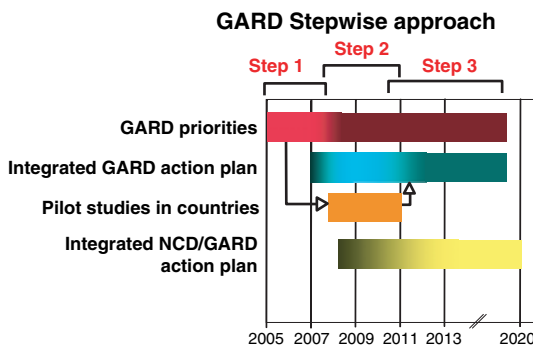 GARD Stepwise approach
Step 2
Step 1
Step 3
GARD priorities
Integrated GARD action plan
Pilot studies in countries
Integrated NCD/GARD
action plan
2005 2007 2009 2011 2013 2020